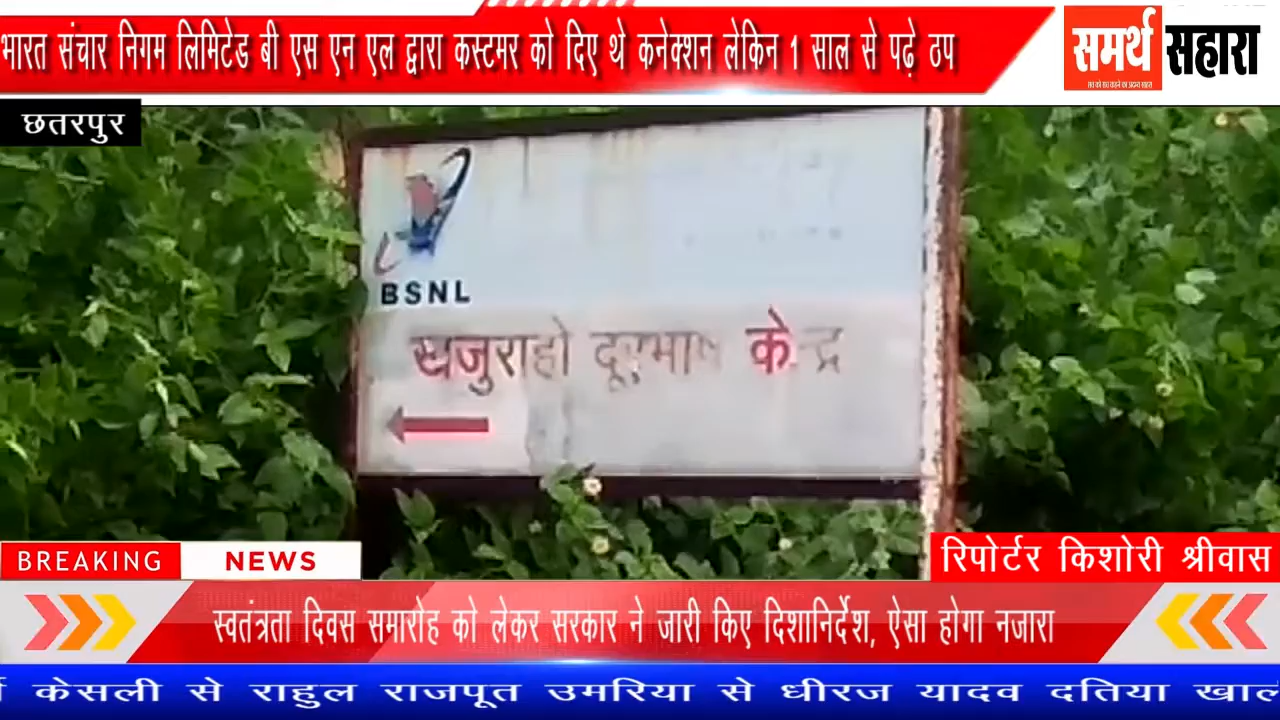 भारत संचार निगम लिमिटेड बी एस एन एल द्वारा कस्टमर को दिए थे कनेक्शन लेकिन 1 साल से पढ़े ठप
समर्थ सहारा
छतरपुर
BSNL
खजुराहो दूरभाष केन्द्र
BREAKING NEWS
रिपोर्टर किशोरी श्रीवास
स्वतंत्रता दिवस समारोह को लेकर सरकार ने जारी किए दिशानिर्देश, ऐसा होगा नजारा
केसली से राहुल राजपूत उमरिया से धीरज यादव दतिया